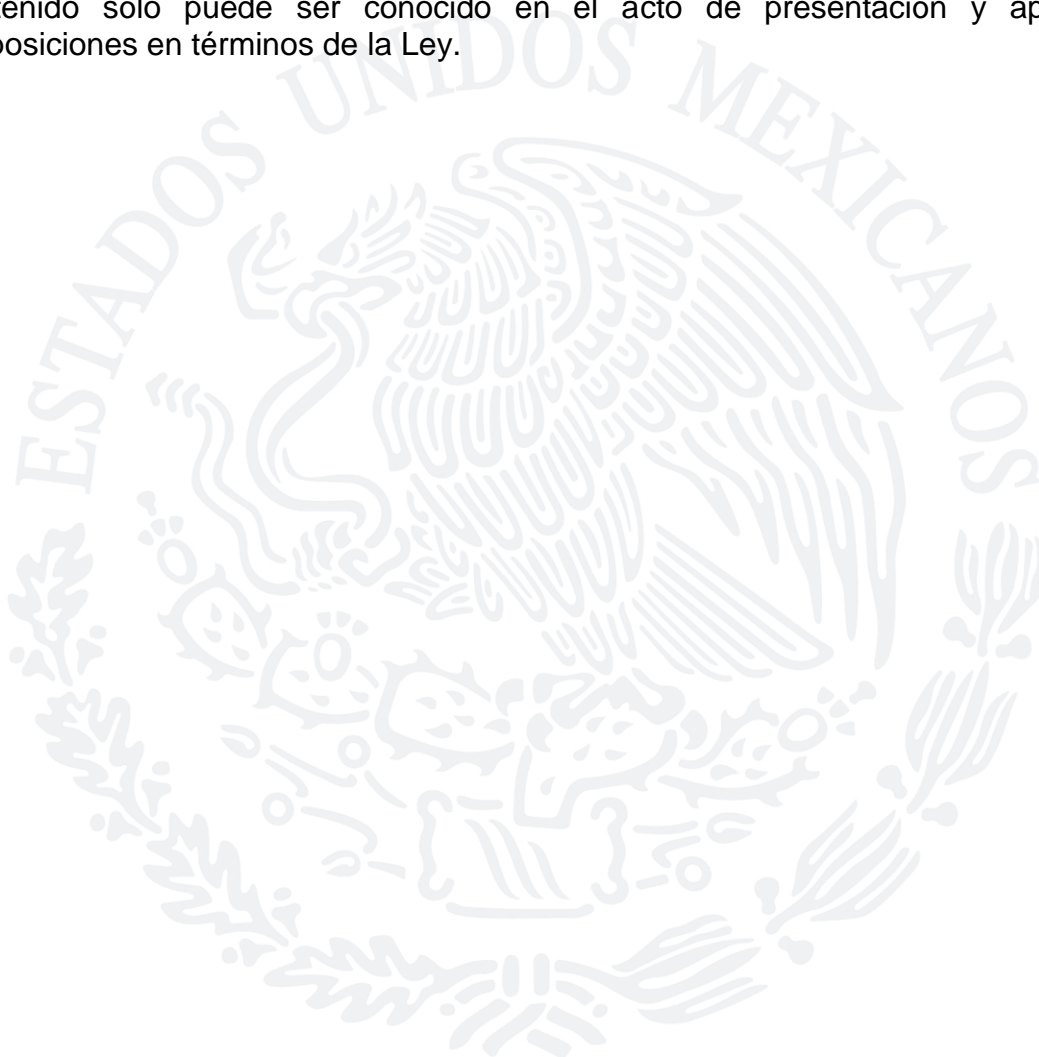 tenido solo puede ser conocido en el acto de presentación y ap
posiciones en términos de la Ley.
ESTADOS UNIDOS MEXICANOS